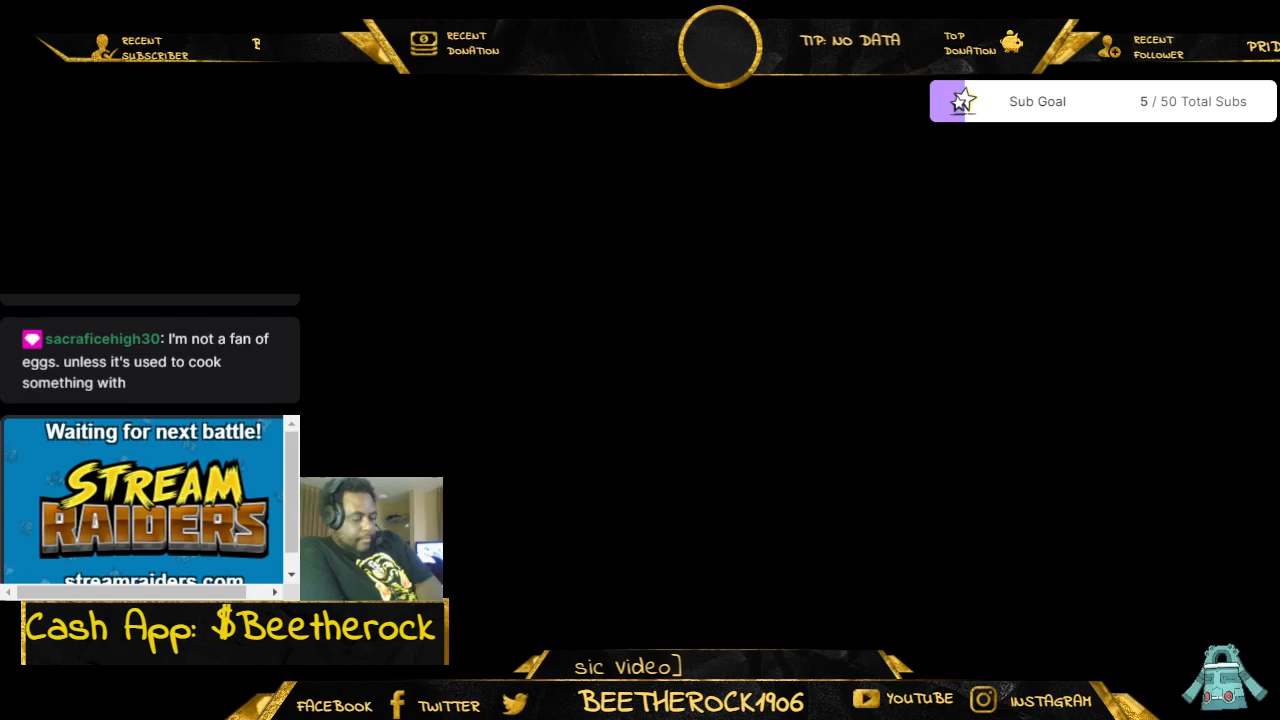 RECENT
SUBSCRIBER
RECENT
DONATION
TIP: NO DATA
TOP
DONATION
RECENT
FOLLOWER
PRID
Sub Goal 5 / 50 Total Subs
sacraficehigh30: I'm not a fan of
eggs. unless it's used to cook
something with
Waiting for next battle!
STREAM
RAIDERS
streamraiders.com
Cash App: $Beetherock
sic video]
FACEBOOK TWITTER BEETHEROCK1906 YOUTUBE INSTAGRAM